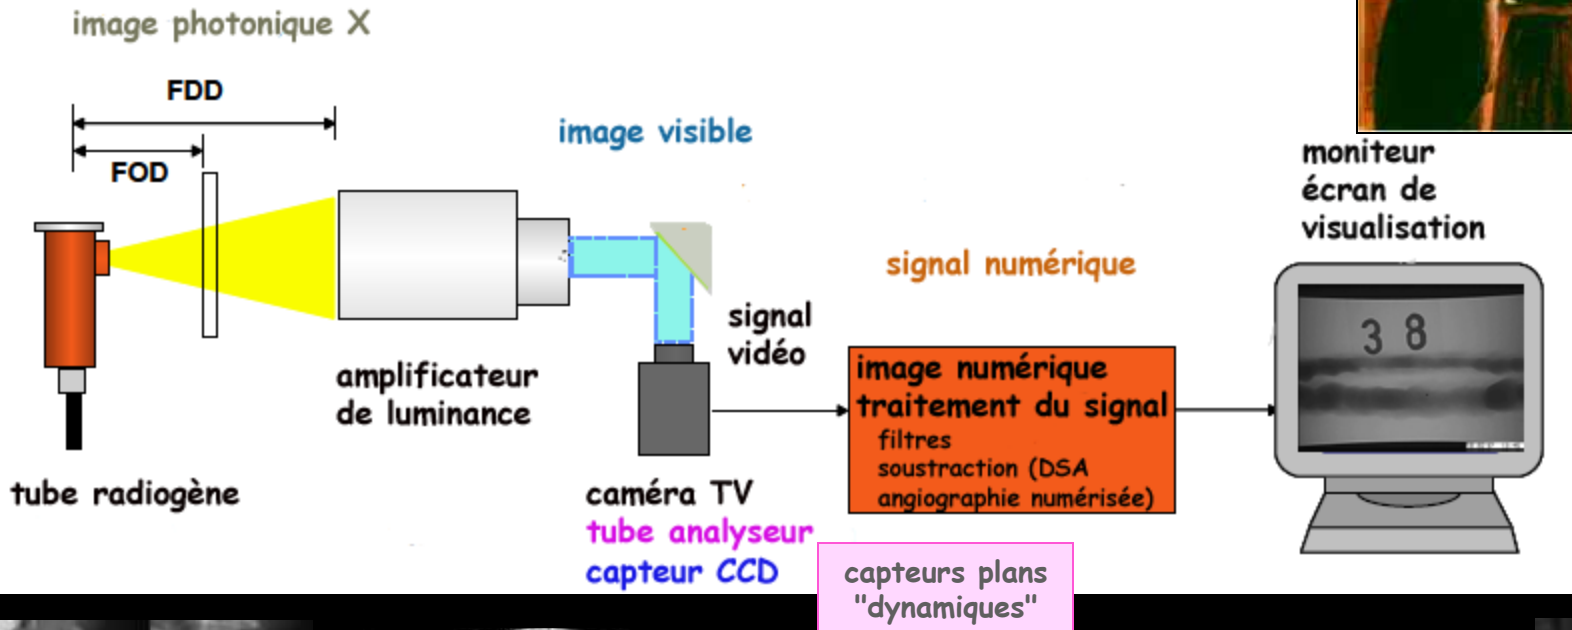 image photonique X
FDD
FOD
image visible
moniteur
écran de
visualisation
signal numérique
38
signal
vidéo
amplificateur
de luminance
image numérique
traitement du signal
filtres
soustraction (DSA
angiographie numérisée)
tube radiogène
caméra TV
tube analyseur
capteur CCD
capteurs plans
"dynamiques"